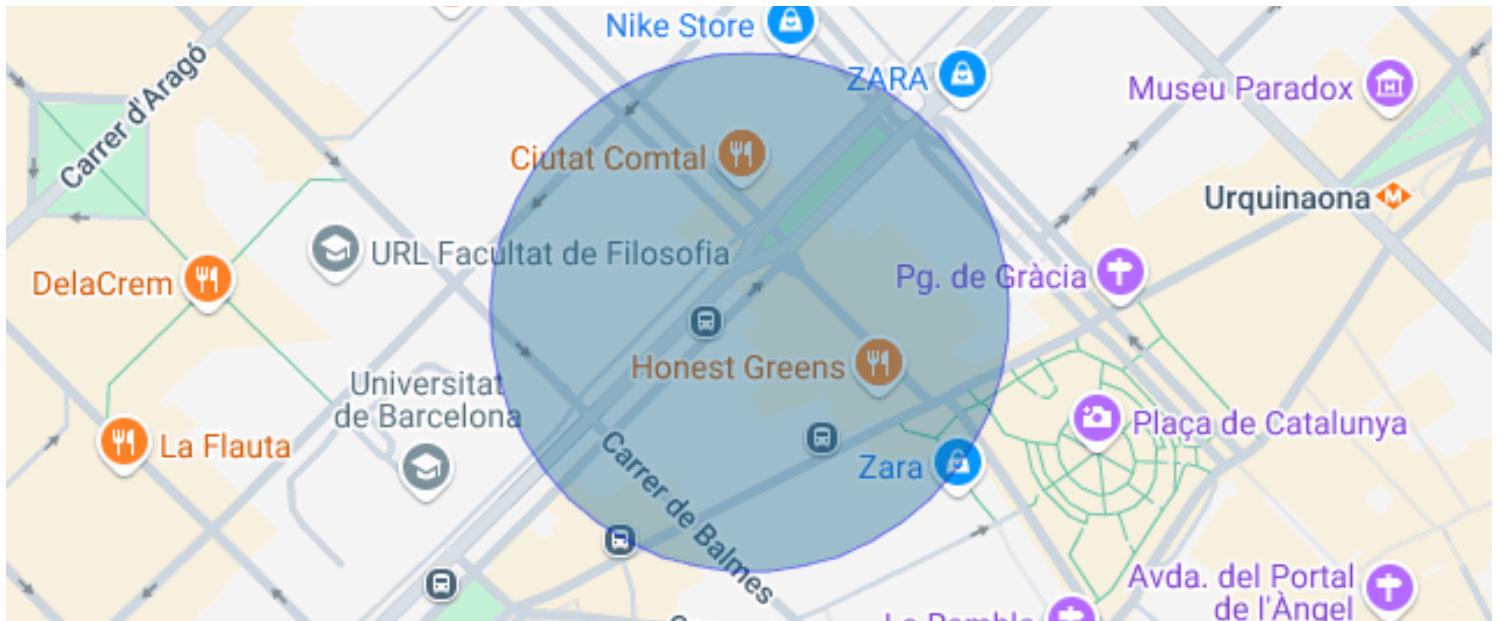 Nike Store
ZARA
Museu Paradox
Carrer d'Aragó
Ciutat Comtal
Urquinaona
URL Facultat de Filosofia
DelaCrem
Pg. de Gràcia
Honest Greens
Universitat
de Barcelona
La Flauta
Plaça de Catalunya
Zara
Carrer de Balmes
Avda. del Portal
de l'Àngel